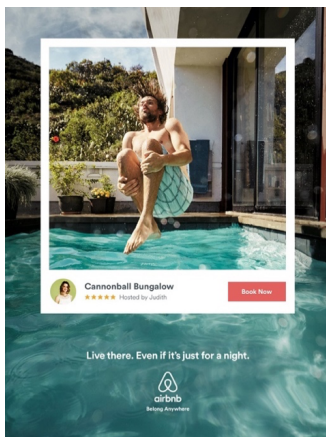 Cannonball Bungalow
Hosted by Judith
Book Now
Live there. Even if it's just for a night.
airbnb
Belong Anywhere